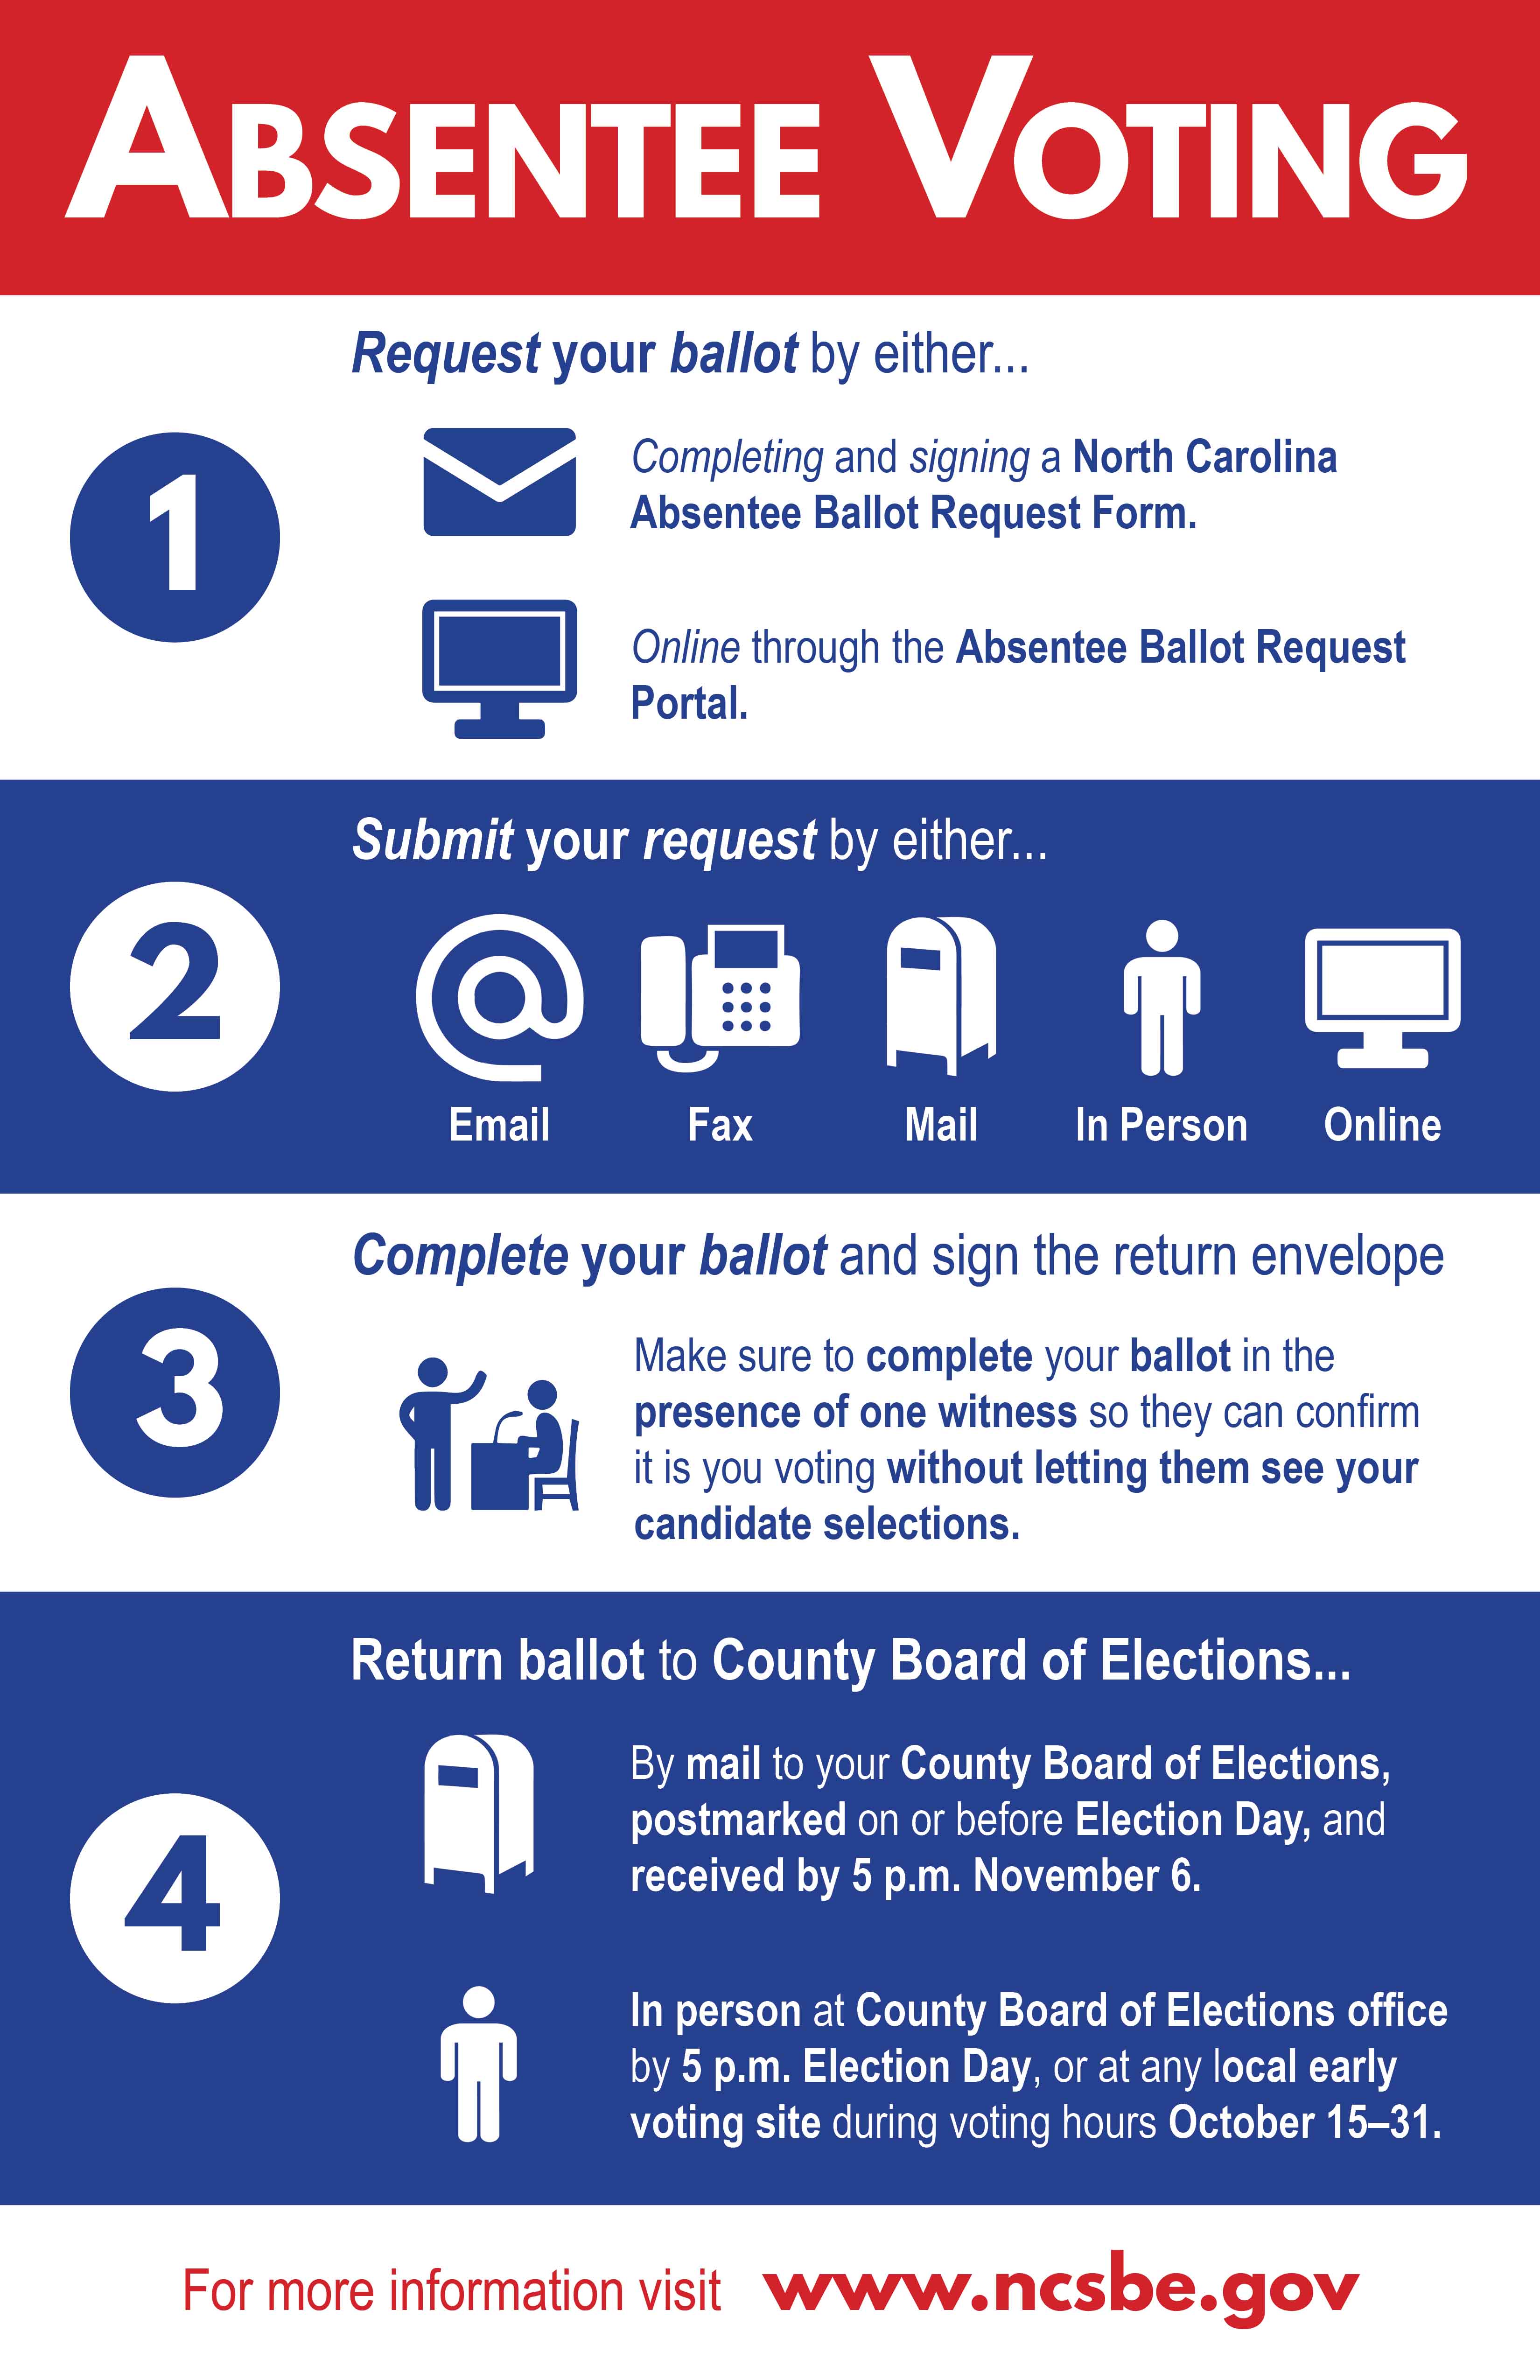 ABSENTEE VOTING
Request your ballot by either...
1
Completing and signing a North Carolina
Absentee Ballot Request Form.
Online through the Absentee Ballot Request
Portal.
Submit your request by either...
2
Email Fax Mail In Person Online
Complete your ballot and sign the return envelope
3
Make sure to complete your ballot in the
presence of one witness so they can confirm
it is you voting without letting them see your
candidate selections.
Return ballot to County Board of Elections...
4
By mail to your County Board of Elections,
postmarked on or before Election Day, and
received by 5 p.m. November 6.
In person at County Board of Elections office
by 5 p.m. Election Day, or at any local early
voting site during voting hours October 15–31.
For more information visit www.ncsbe.gov